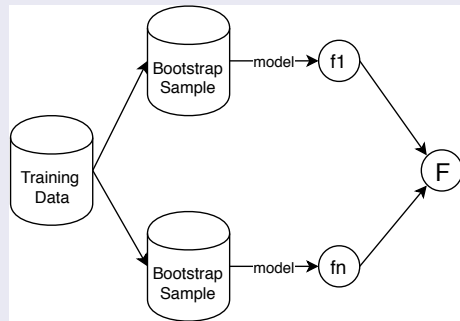 Bootstrap
Sample
model
f1
Training
Data
F
Bootstrap
Sample
model
fn